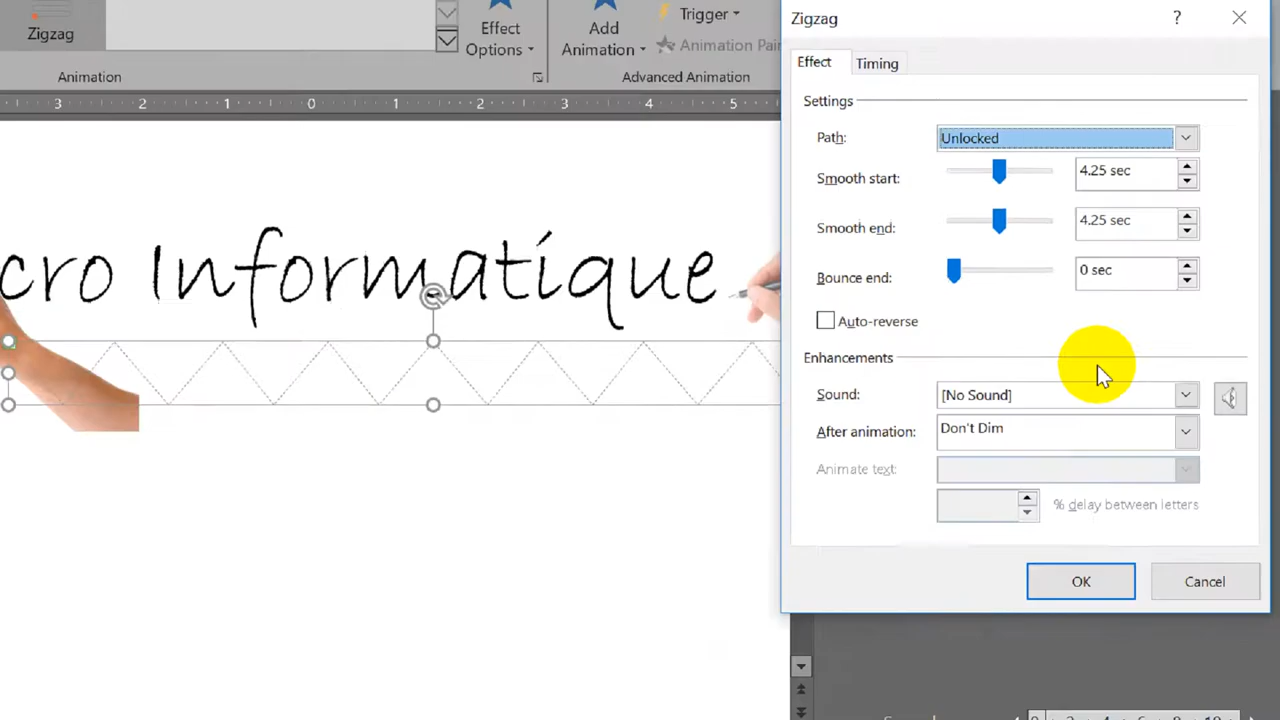 Zigzag
Effect
Options
Add
Animation
Trigger
Animation Pai
Animation
Advanced Animation
3 2 1 0 1 2 3 4 5
cro Informatíque
Zigzag
? 
Effect
Timing
Settings
Path:
Unlocked
Smooth start:
4.25 sec
Smooth end:
4.25 sec
Bounce end:
0 sec
Auto-reverse
Enhancements
Sound:
[No Sound]
After animation:
Don't Dim
Animate text:
% delay between letters
OK
Cancel